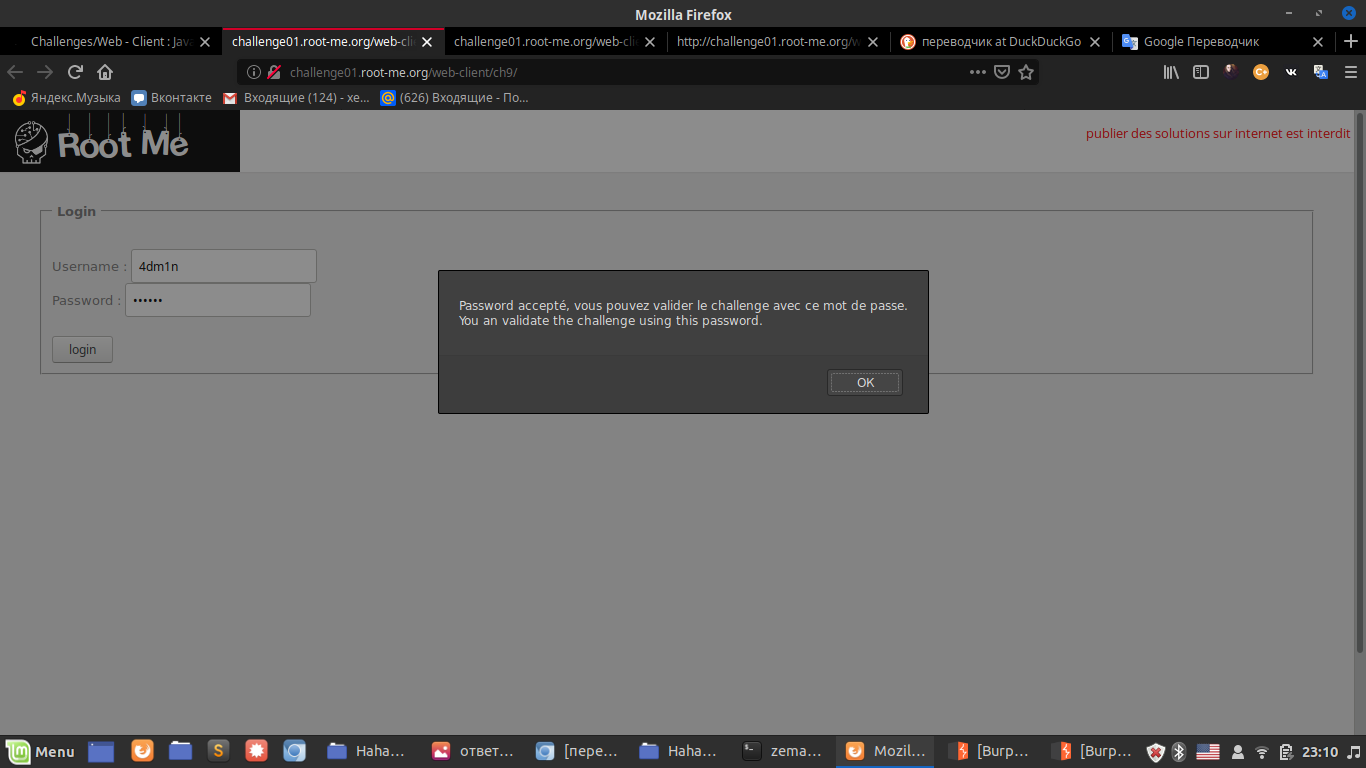 Mozilla Firefox
Challenges/Web - Client : Java
challenge01.root-me.org/web-cli
challenge01.root-me.org/web-cli
http://challenge01.root-me.org/w
переводчик at DuckDuckGo
Google Переводчик
challenge01.root-me.org/web-client/ch9/
Яндекс.Музыка
Вконтакте
Входящие (124) - xe...
(626) Входящие - По...
Root Me
publier des solutions sur internet est interdit
Login
Username :
4dm1n
Password :
••••••
login
Password accepté, vous pouvez valider le challenge avec ce mot de passe.
You an validate the challenge using this password.
OK
Menu
Haha...
ответ...
[пере...
Haha...
zema...
Mozil...
[Burp...
[Burp...
23:10